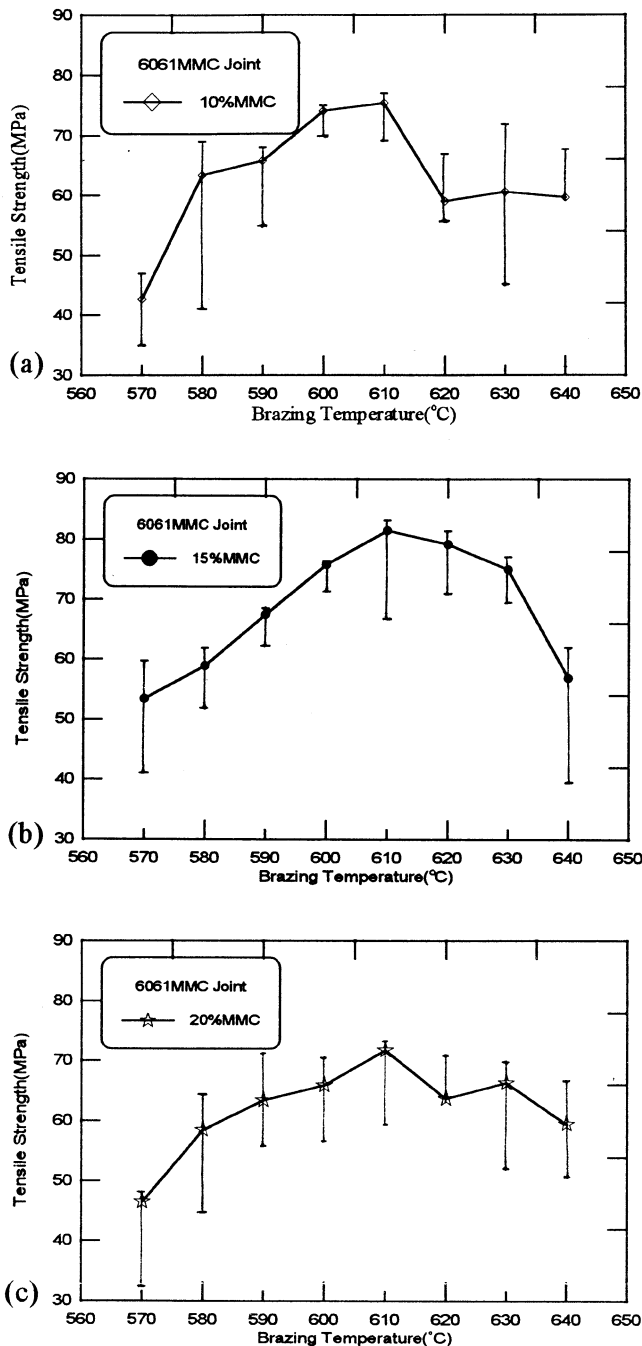 90
80
70
60
50
40
30
Tensile Strength(MPa)
6061MMC Joint
10%MMC
(a)
560 570 580 590 600 610 620 630 640 650
Brazing Temperature(°C)
90
80
70
60
50
40
30
Tensile Strength(MPa)
6061MMC Joint
15%MMC
(b)
560 570 580 590 600 610 620 630 640 650
Brazing Temperature(°C)
90
80
70
60
50
40
30
Tensile Strength(MPa)
6061MMC Joint
20%MMC
(c)
560 570 580 590 600 610 620 630 640 650
Brazing Temperature(°C)